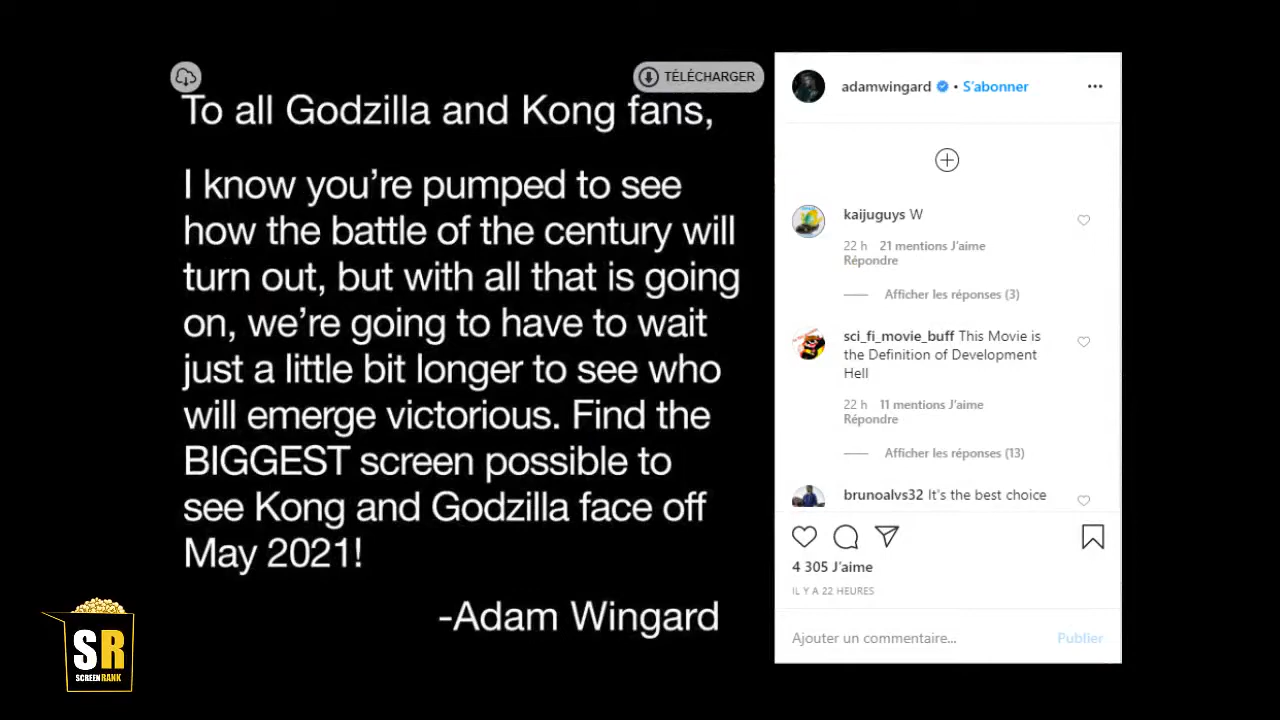 TÉLÉCHARGER
To all Godzilla and Kong fans,
I know you're pumped to see
how the battle of the century will
turn out, but with all that is going
on, we're going to have to wait
just a little bit longer to see who
will emerge victorious. Find the
BIGGEST screen possible to
see Kong and Godzilla face off
May 2021!
-Adam Wingard
adamwingard • S'abonner
kaijuguys W
22 h 21 mentions J'aime
Répondre
Afficher les réponses (3)
sci_fi_movie_buff This Movie is
the Definition of Development
Hell
22 h 11 mentions J'aime
Répondre
Afficher les réponses (13)
brunoalvs32 It's the best choice
4 305 J'aime
IL Y A 22 HEURES
Ajouter un commentaire... Publier
SR
SCREENRANK